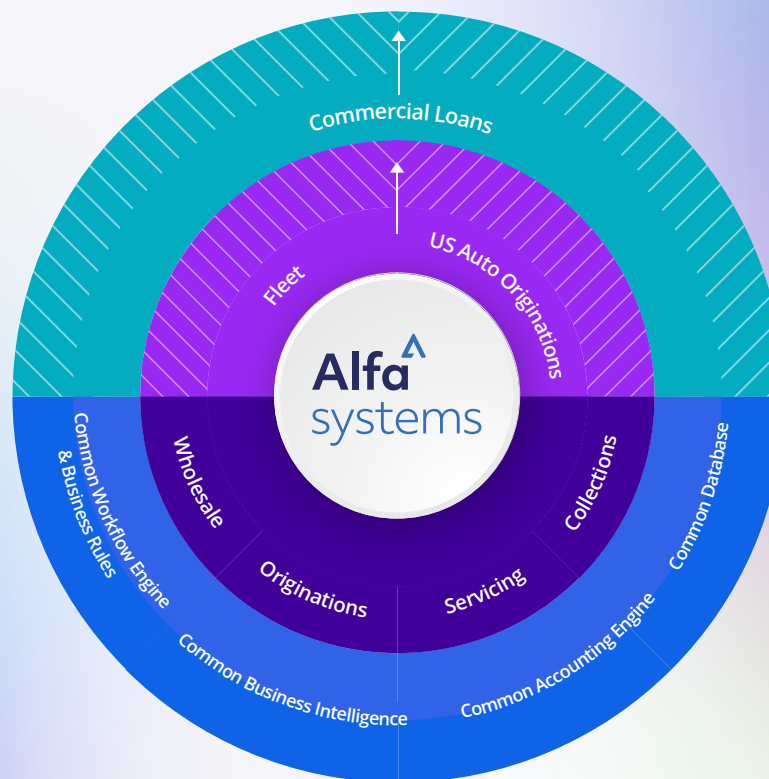 Commercial Loans
Fleet
US Auto Originations
Alfa
systems
Wholesale
Originations
Servicing
Collections
Common Workflow Engine
& Business Rules
Common Business Intelligence
Common Accounting Engine
Common Database